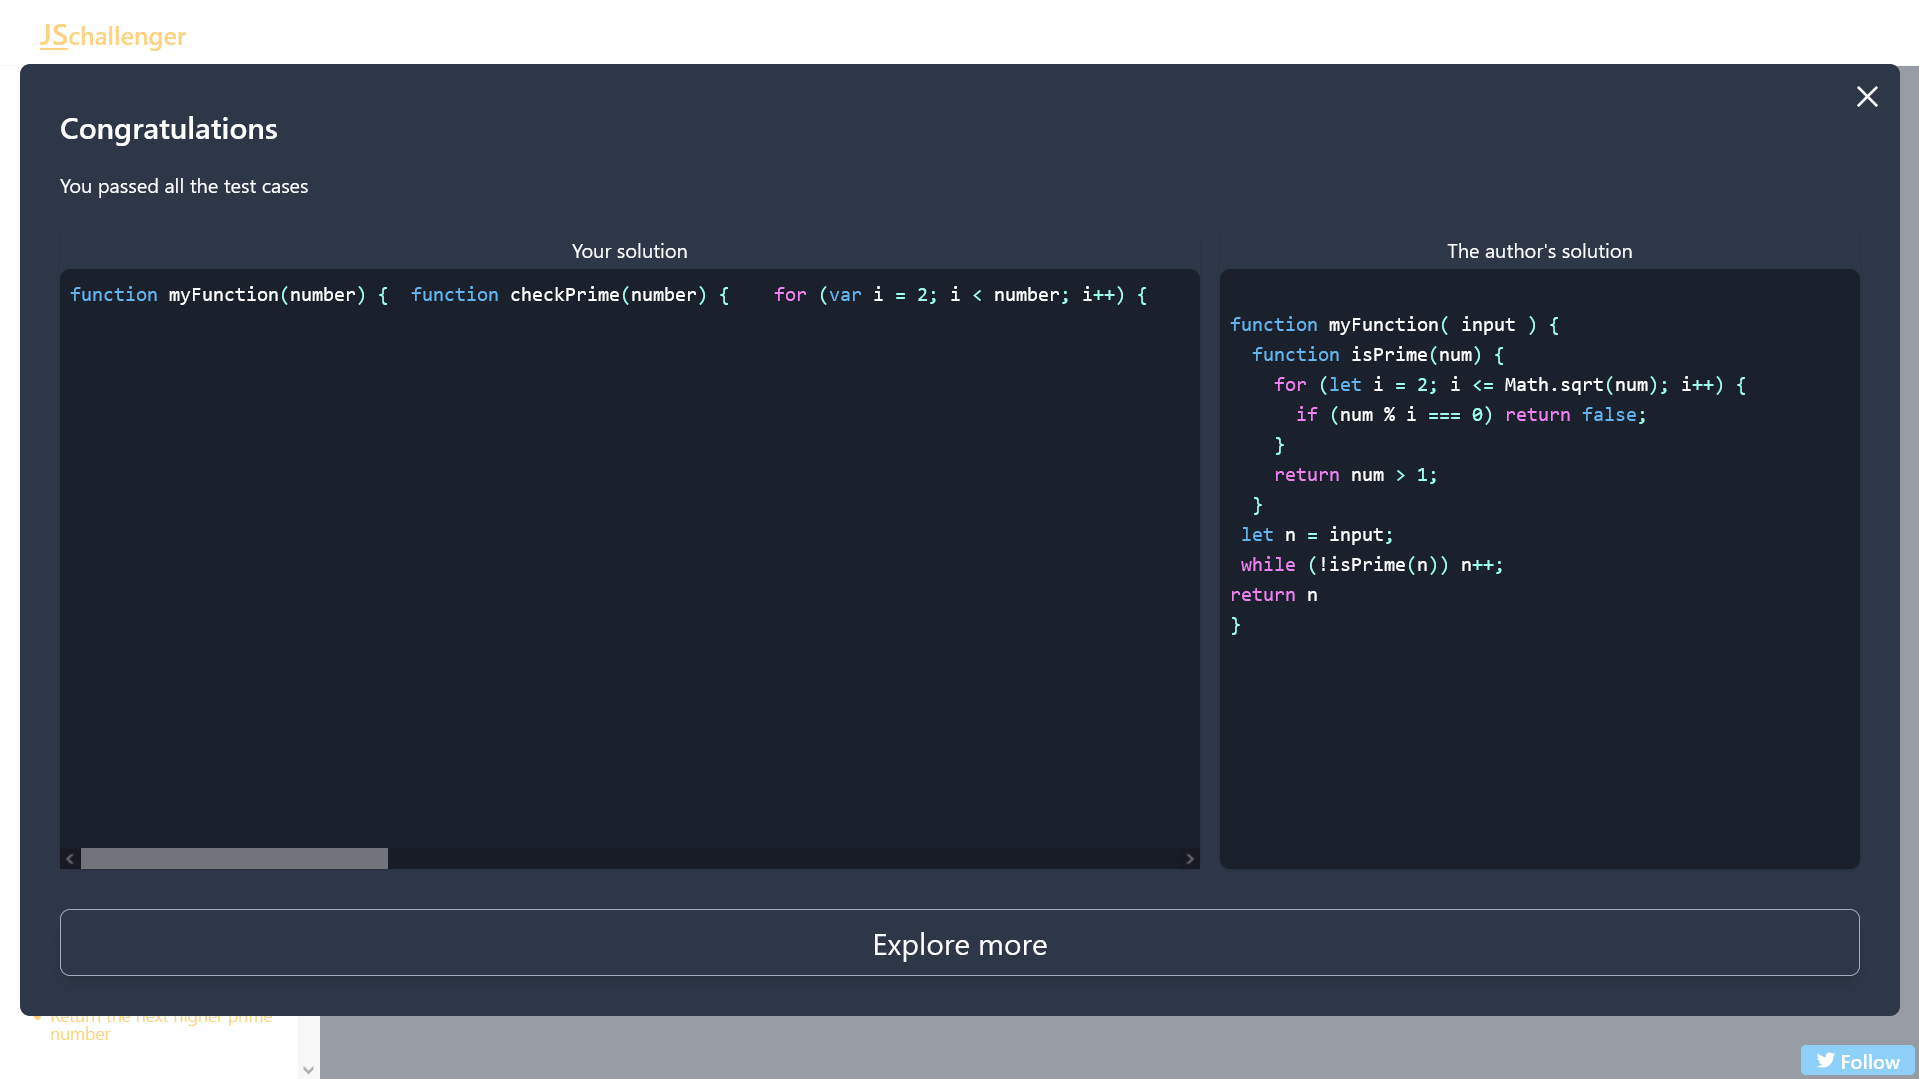 JSchallenger
Congratulations
You passed all the test cases
Your solution
function myFunction(number) {  function checkPrime(number) {    for (var i = 2; i < number; i++) {
The author's solution
function myFunction( input ) {
  function isPrime(num) {
    for (let i = 2; i <= Math.sqrt(num); i++) {
      if (num % i === 0) return false;
    }
    return num > 1;
  }
 let n = input;
 while (!isPrime(n)) n++;
return n
}
Explore more
Return the next higher prime
number
Follow